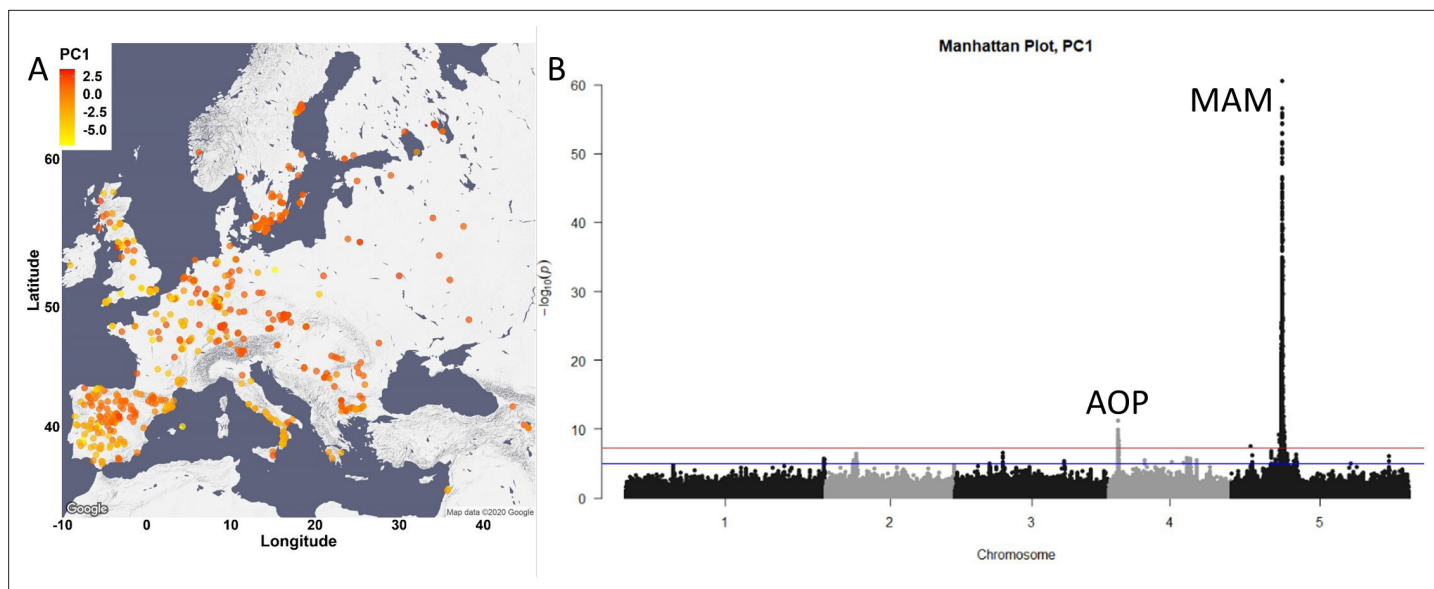 A
PC1
2.5
0.0
-2.5
-5.0
Latitude
60
50
40
Google
Map data ©2020 Google
-10 0 10 20 30 40
Longitude
B
Manhattan Plot, PC1
MAM
AOP
−log10(p)
60
50
40
30
20
10
0
1 2 3 4 5
Chromosome